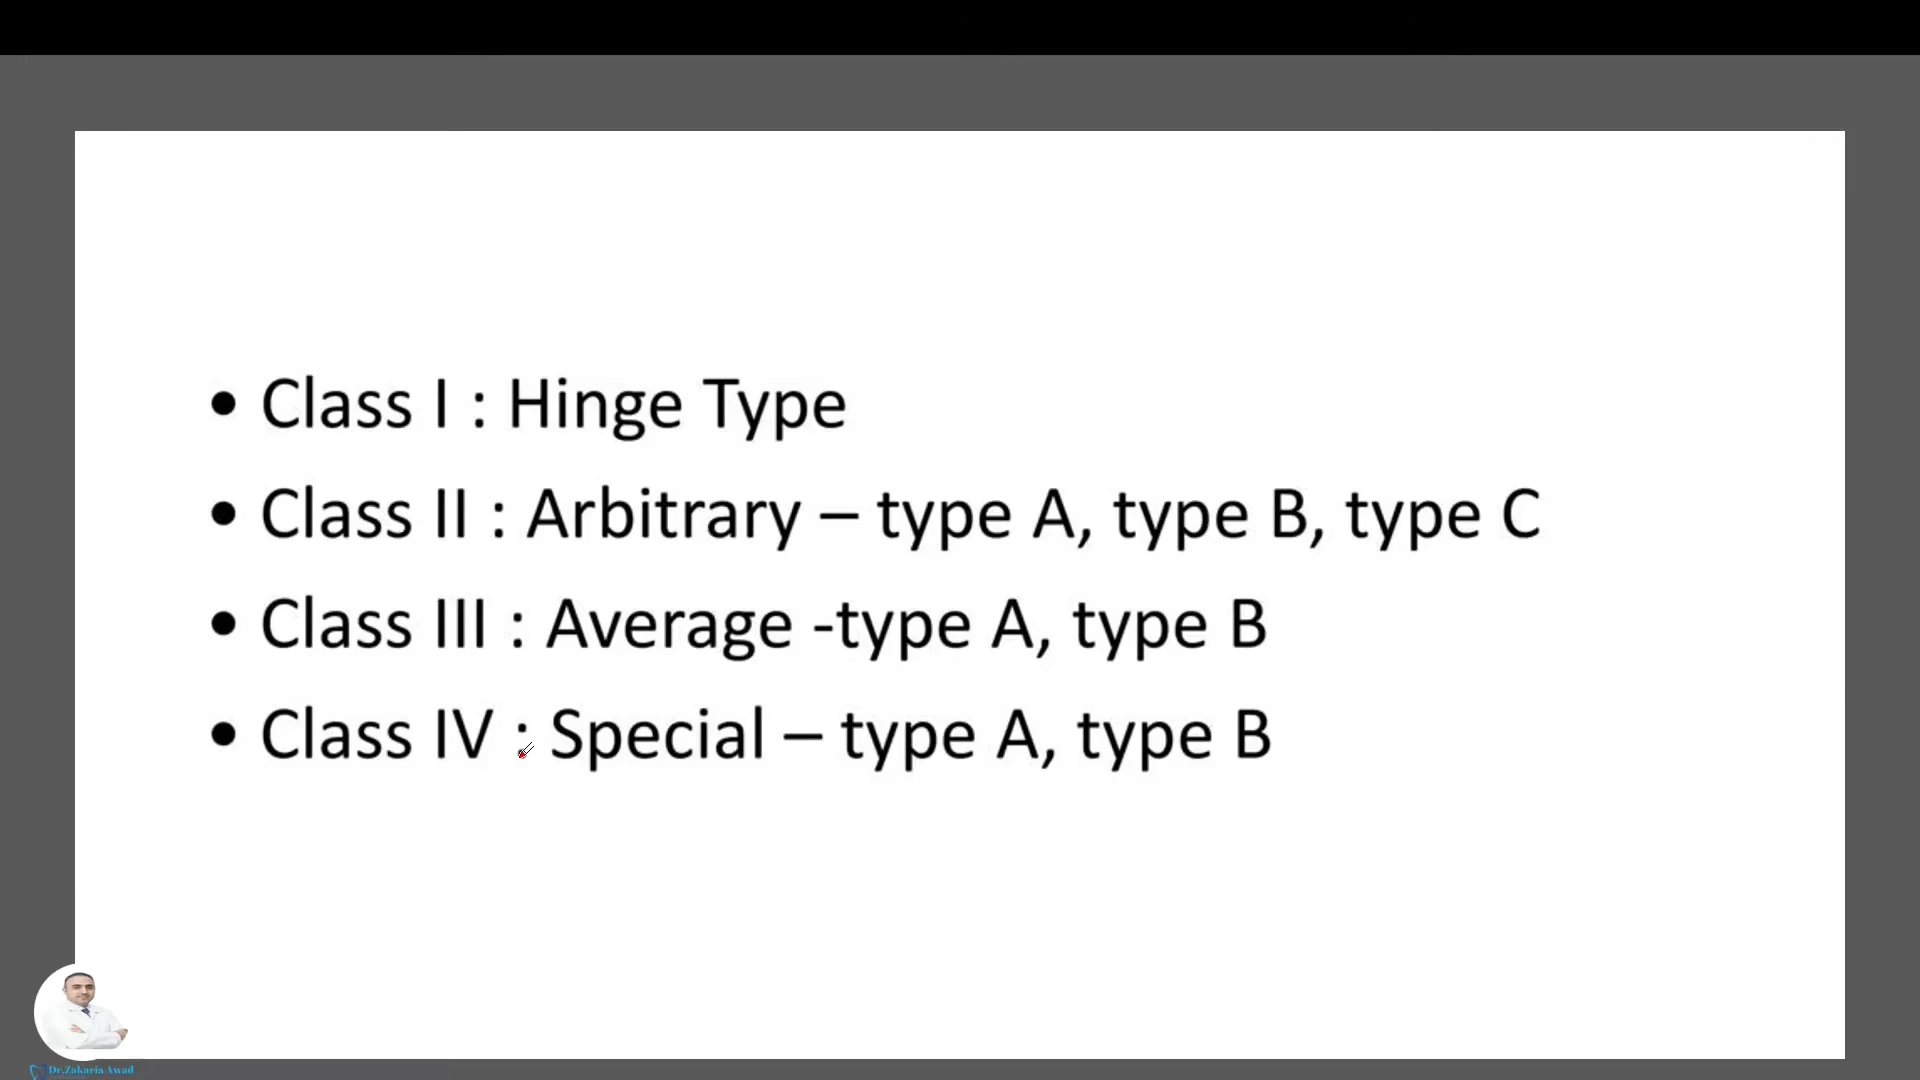 • Class I : Hinge Type
• Class II : Arbitrary – type A, type B, type C
• Class III : Average -type A, type B
• Class IV : Special – type A, type B
Dr.Zakaria Awad